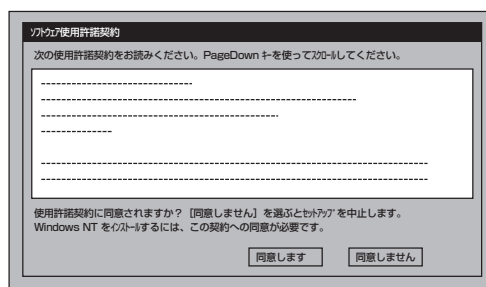 ソフトウェア使用許諾契約
次の使用許諾契約をお読みください。PageDown キーを使ってスクロールしてください。
使用許諾契約に同意されますか？［同意しません］を選ぶとセットアップを中止します。
Windows NT をインストールするには、この契約への同意が必要です。
同意します
同意しません